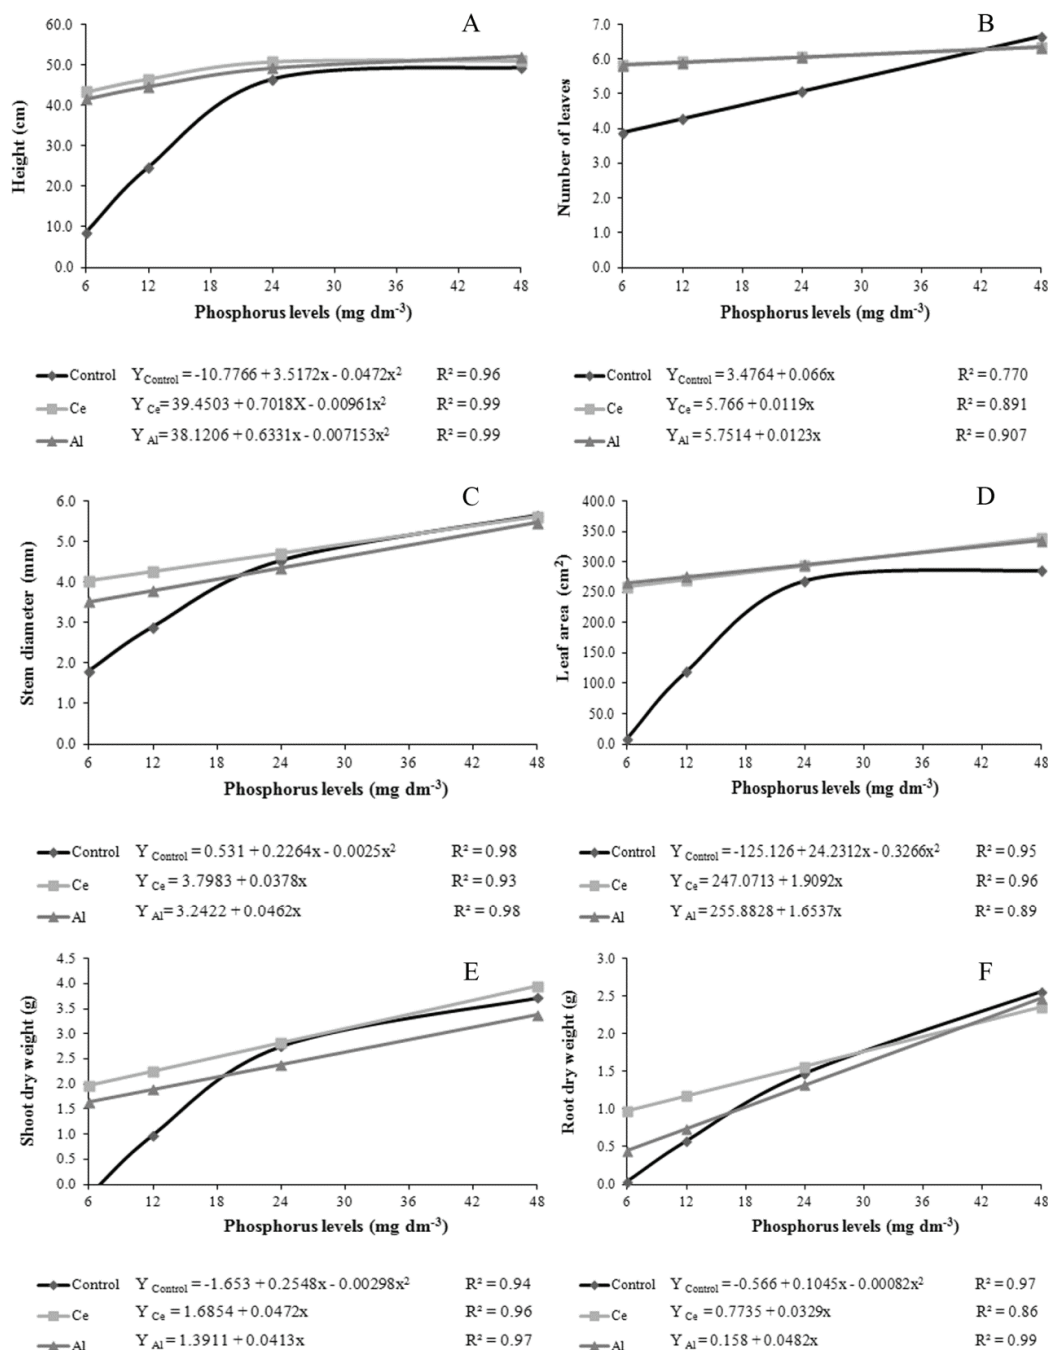 A
60.0
50.0
40.0
30.0
20.0
10.0
0.0
Height (cm)
6 12 18 24 30 36 42 48
Phosphorus levels (mg dm-3)
Control Y Control = -10.7766 + 3.5172x - 0.0472x² R² = 0.96
Ce Y Ce= 39.4503 + 0.7018X - 0.00961x² R² = 0.99
Al Y Al= 38.1206 + 0.6331x - 0.007153x² R² = 0.99
B
7.0
6.0
5.0
4.0
3.0
2.0
1.0
0.0
Number of leaves
6 12 18 24 30 36 42 48
Phosphorus levels (mg dm-3)
Control YControl = 3.4764 + 0.066x R² = 0.770
Ce YCe = 5.766 + 0.0119x R² = 0.891
Al YAl = 5.7514 + 0.0123x R² = 0.907
C
6.0
5.0
4.0
3.0
2.0
1.0
0.0
Stem diameter (mm)
6 12 18 24 30 36 42 48
Phosphorus levels (mg dm-3)
Control Y Control = 0.531 + 0.2264x - 0.0025x² R² = 0.98
Ce Y Ce = 3.7983 + 0.0378x R² = 0.93
Al Y Al= 3.2422 + 0.0462x R² = 0.98
D
400.0
350.0
300.0
250.0
200.0
150.0
100.0
50.0
0.0
Leaf area (cm2)
6 12 18 24 30 36 42 48
Phosphorus levels (mg dm-3)
Control Y Control = -125.126 + 24.2312x - 0.3266x² R² = 0.95
Ce Y Ce = 247.0713 + 1.9092x R² = 0.96
Al Y Al = 255.8828 + 1.6537x R² = 0.89
E
4.5
4.0
3.5
3.0
2.5
2.0
1.5
1.0
0.5
0.0
Shoot dry weight (g)
6 12 18 24 30 36 42 48
Phosphorus levels (mg dm-3)
Control Y Control = -1.653 + 0.2548x - 0.00298x² R² = 0.94
Ce Y Ce = 1.6854 + 0.0472x R² = 0.96
Al Y Al= 1.3911 + 0.0413x R² = 0.97
F
3.0
2.5
2.0
1.5
1.0
0.5
0.0
Root dry weight (g)
6 12 18 24 30 36 42 48
Phosphorus levels (mg dm-3)
Control Y Control = -0.566 + 0.1045x - 0.00082x² R² = 0.97
Ce Y Ce = 0.7735 + 0.0329x R² = 0.86
Al Y Al= 0.158 + 0.0482x R² = 0.99